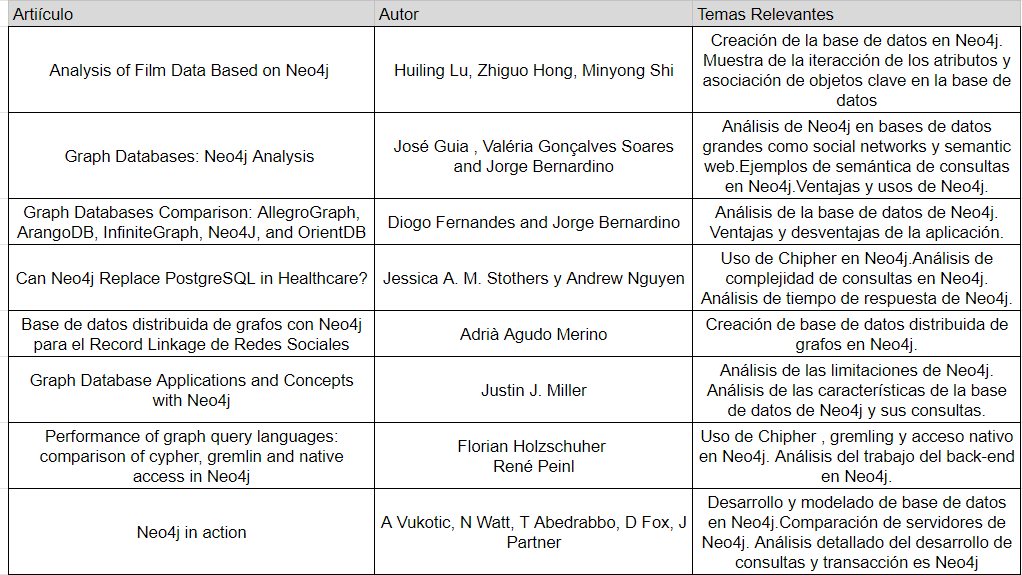 Artiículo Autor Temas Relevantes
Analysis of Film Data Based on Neo4j
Huiling Lu, Zhiguo Hong, Minyong Shi
Creación de la base de datos en Neo4j.
Muestra de la iteracción de los atributos y
asociación de objetos clave en la base de
datos
Graph Databases: Neo4j Analysis
José Guia , Valéria Gonçalves Soares
and Jorge Bernardino
Análisis de Neo4j en bases de datos
grandes como social networks y semantic
web.Ejemplos de semántica de consultas
en Neo4j.Ventajas y usos de Neo4j.
Graph Databases Comparison: AllegroGraph,
ArangoDB, InfiniteGraph, Neo4J, and OrientDB
Diogo Fernandes and Jorge Bernardino
Análisis de la base de datos de Neo4j.
Ventajas y desventajas de la aplicación.
Can Neo4j Replace PostgreSQL in Healthcare?
Jessica A. M. Stothers y Andrew Nguyen
Uso de Chipher en Neo4j.Análisis de
complejidad de consultas en Neo4j.
Análisis de tiempo de respuesta de Neo4j.
Base de datos distribuida de grafos con Neo4j
para el Record Linkage de Redes Sociales
Adrià Agudo Merino
Creación de base de datos distribuida de
grafos en Neo4j.
Graph Database Applications and Concepts
with Neo4j
Justin J. Miller
Análisis de las limitaciones de Neo4j.
Análisis de las características de la base
de datos de Neo4j y sus consultas.
Performance of graph query languages:
comparison of cypher, gremlin and native
access in Neo4j
Florian Holzschuher
René Peinl
Uso de Chipher , gremling y acceso nativo
en Neo4j. Análisis del trabajo del back-end
en Neo4j.
Neo4j in action
A Vukotic, N Watt, T Abedrabbo, D Fox, J
Partner
Desarrollo y modelado de base de datos
en Neo4j.Comparación de servidores de
Neo4j. Análisis detallado del desarrollo de
consultas y transacción es Neo4j